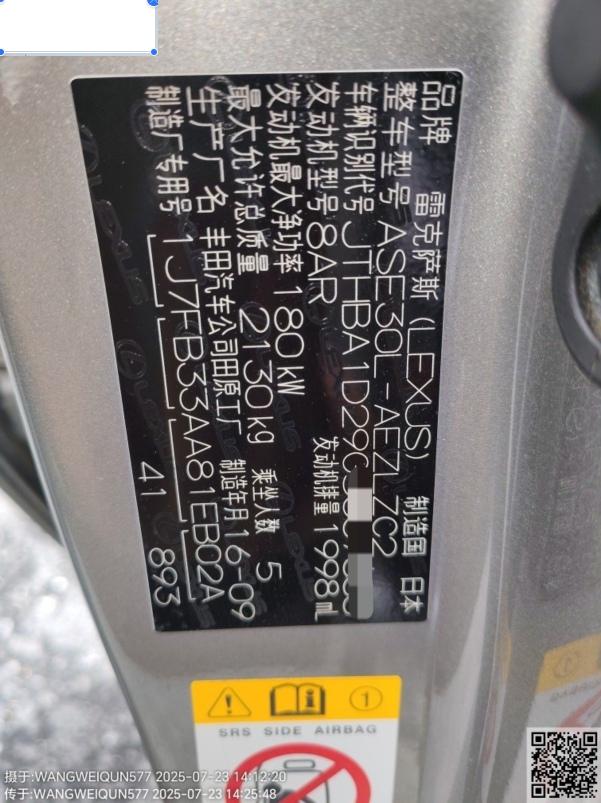 品牌 雷克萨斯 (LEXUS) 制造国 日本
整车型号 ASE30L-AEZLZC2
车辆识别代号 JTHBA1D29G
发动机型号 8AR 发动机排量 1998 ml
发动机最大净功率 180 kW
最大允许总质量 2130 kg 乘坐人数 5
生产厂名 丰田汽车公司田原工厂 制造年月 16-09
制造厂专用号 1J7FB33AA81EB02A 893
41
1
SRS SIDE AIRBAG
摄于:WANGWEIQUN577 2025-07-23 14:12:20
传于:WANGWEIQUN577 2025-07-23 14:25:48